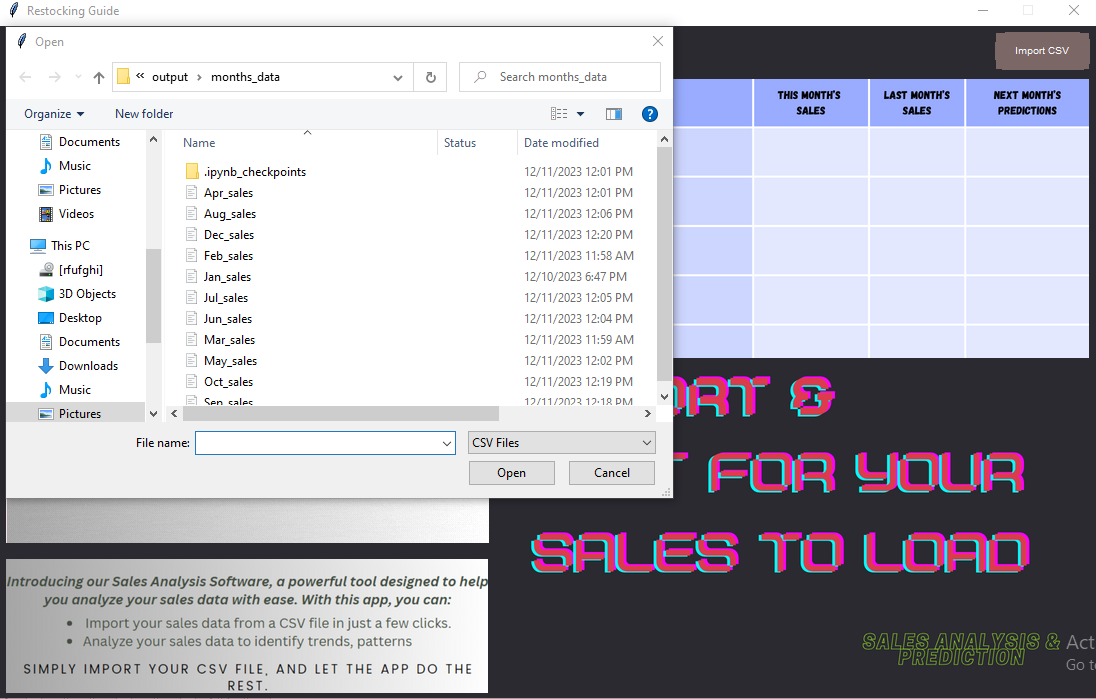 Restocking Guide
Import CSV
Open
« output › months_data
Search months_data
Organize
New folder
?
Documents
Music
Pictures
Videos
This PC
[rfufghi]
3D Objects
Desktop
Documents
Downloads
Music
Pictures
Name Status Date modified
.ipynb_checkpoints 12/11/2023 12:01 PM
Apr_sales 12/11/2023 12:01 PM
Aug_sales 12/11/2023 12:06 PM
Dec_sales 12/11/2023 12:20 PM
Feb_sales 12/11/2023 11:58 AM
Jan_sales 12/10/2023 6:47 PM
Jul_sales 12/11/2023 12:05 PM
Jun_sales 12/11/2023 12:04 PM
Mar_sales 12/11/2023 11:59 AM
May_sales 12/11/2023 12:02 PM
Oct_sales 12/11/2023 12:19 PM
Sep_sales 12/11/2023 12:18 PM
File name:
CSV Files
Open Cancel
THIS MONTH'S
SALES
LAST MONTH'S
SALES
NEXT MONTH'S
PREDICTIONS
RT &
FOR YOUR
SALES TO LOAD
Introducing our Sales Analysis Software, a powerful tool designed to help
you analyze your sales data with ease. With this app, you can:
• Import your sales data from a CSV file in just a few clicks.
• Analyze your sales data to identify trends, patterns
SIMPLY IMPORT YOUR CSV FILE, AND LET THE APP DO THE
REST.
SALES ANALYSIS &
PREDICTION
Act
Go to